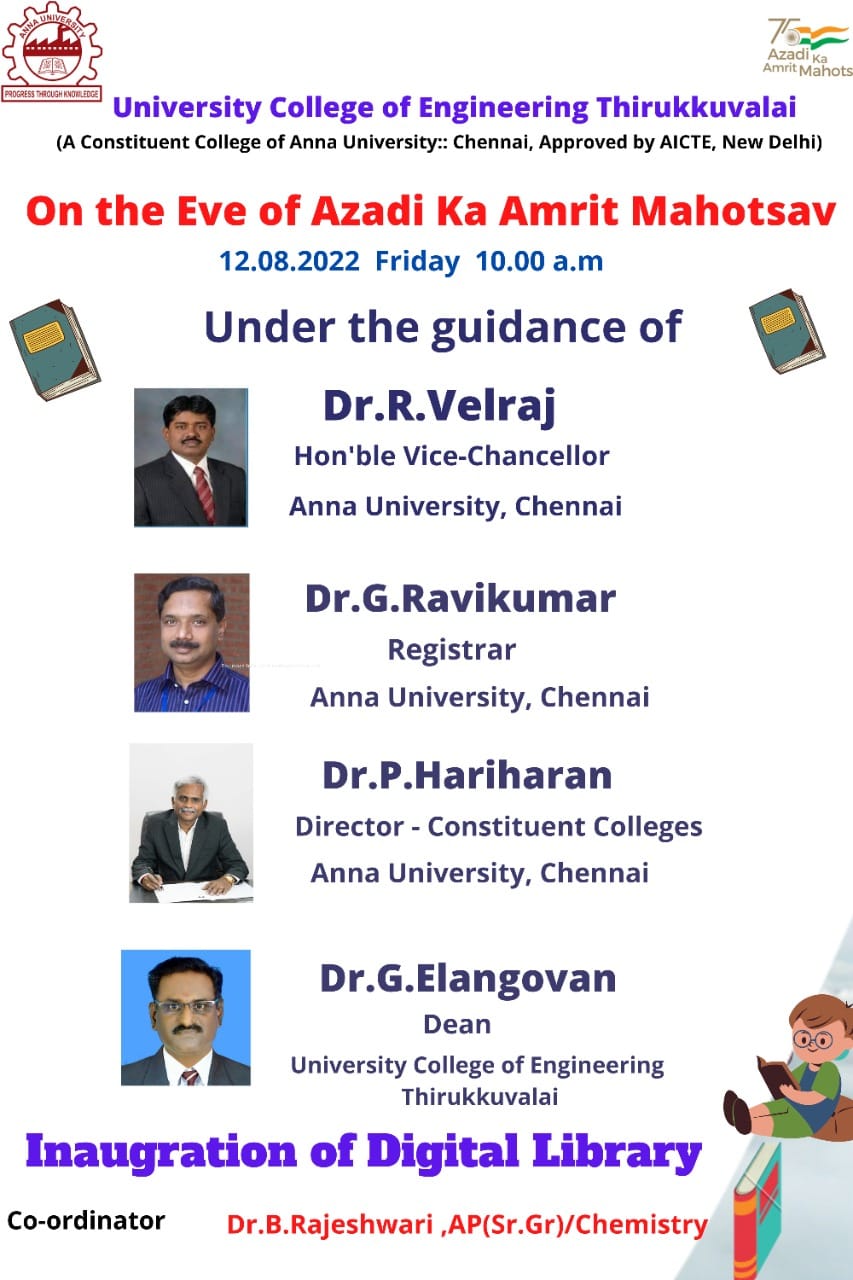 ANNA UNIVERSITY
PROGRESS THROUGH KNOWLEDGE
75
Azadi Ka
Amrit Mahots
University College of Engineering Thirukkuvalai
(A Constituent College of Anna University:: Chennai, Approved by AICTE, New Delhi)
On the Eve of Azadi Ka Amrit Mahotsav
12.08.2022 Friday 10.00 a.m
Under the guidance of
Dr.R.Velraj
Hon'ble Vice-Chancellor
Anna University, Chennai
Dr.G.Ravikumar
Registrar
Anna University, Chennai
Dr.P.Hariharan
Director - Constituent Colleges
Anna University, Chennai
Dr.G.Elangovan
Dean
University College of Engineering
Thirukkuvalai
Inaugration of Digital Library
Co-ordinator Dr.B.Rajeshwari ,AP(Sr.Gr)/Chemistry